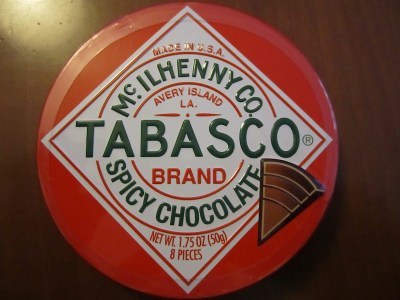 MADE IN U.S.A.
McILHENNY CO.
AVERY ISLAND
LA.
TABASCO®
BRAND
SPICY CHOCOLATE
NET WT. 1.75 OZ (50g)
8 PIECES